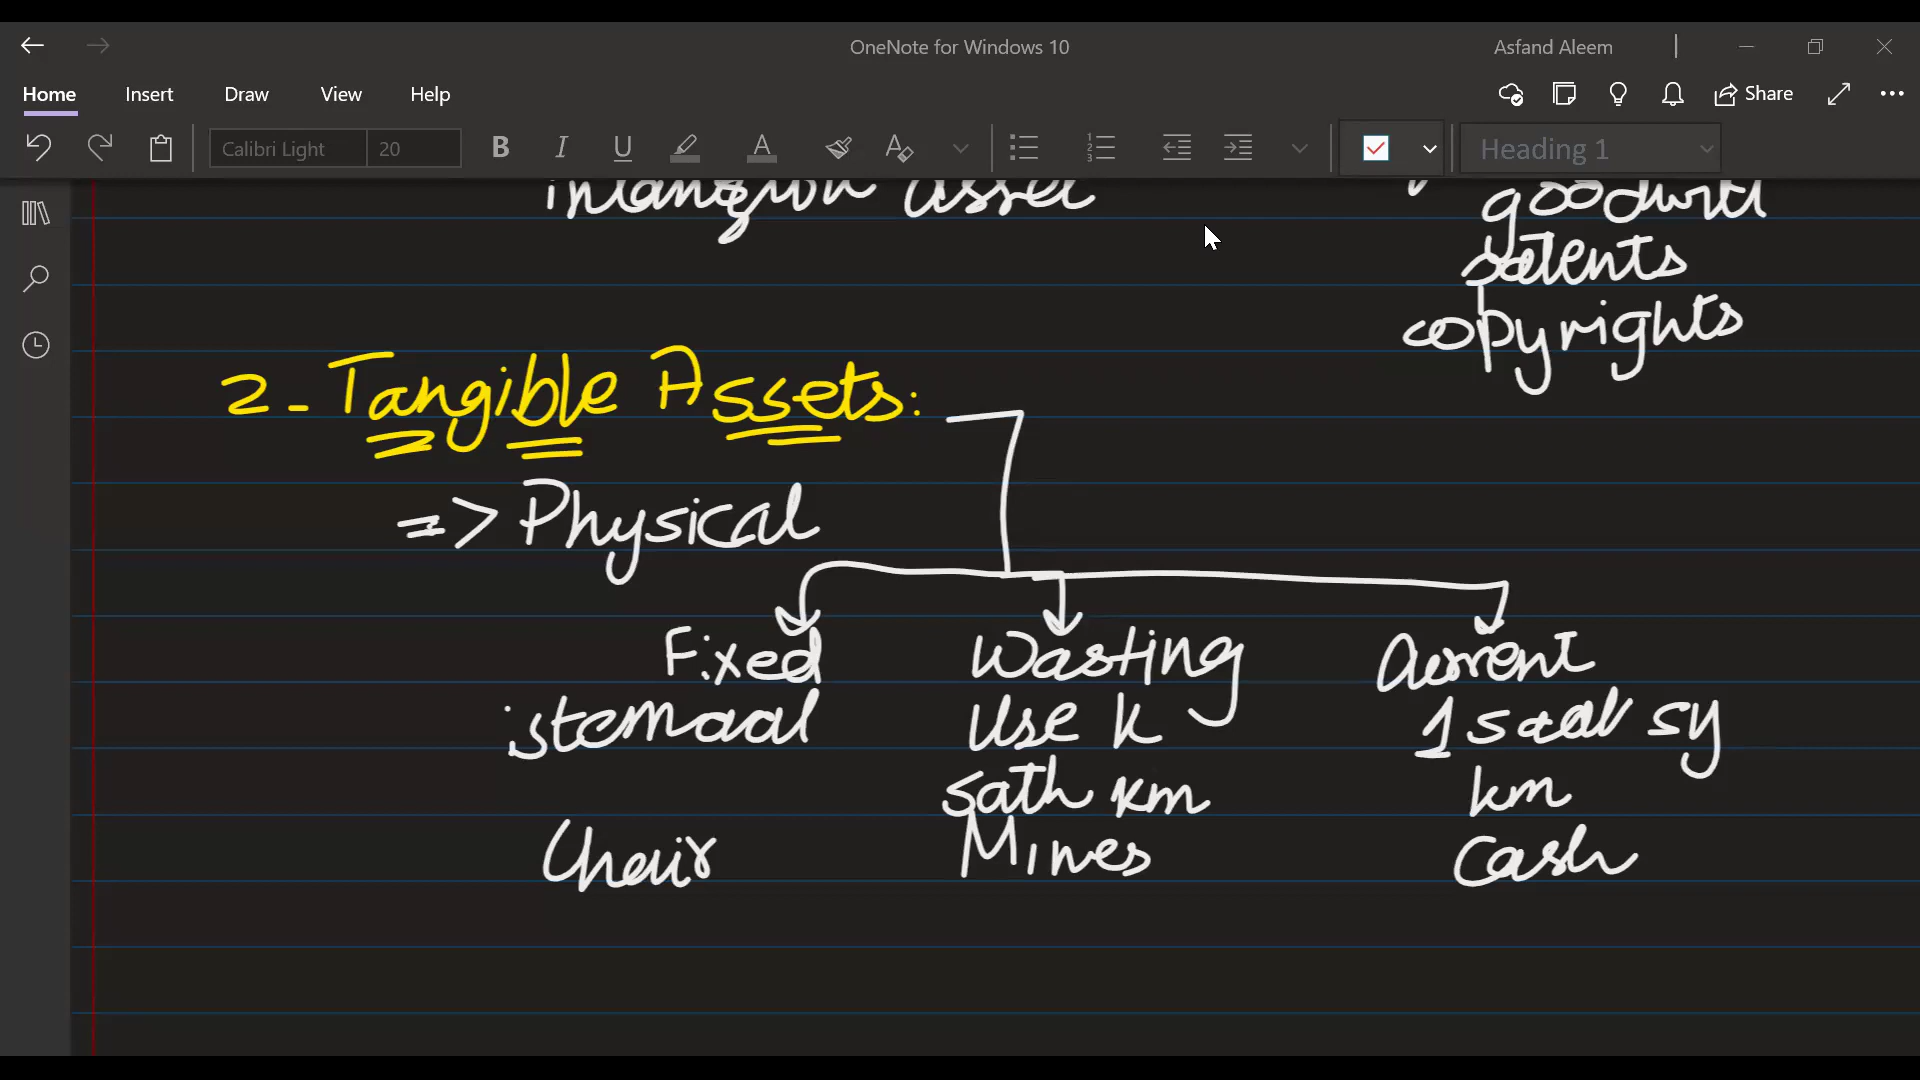 OneNote for Windows 10
Asfand Aleem
Home Insert Draw View Help
Share
Calibri Light 20
B I U A A
Heading 1
intangible asset
goodwill
patents
copyrights
2- Tangible Assets:
=> Physical
Fixed Wasting Current
istemaal Use k 1 saal sy
sath km km
Chair Mines Cash